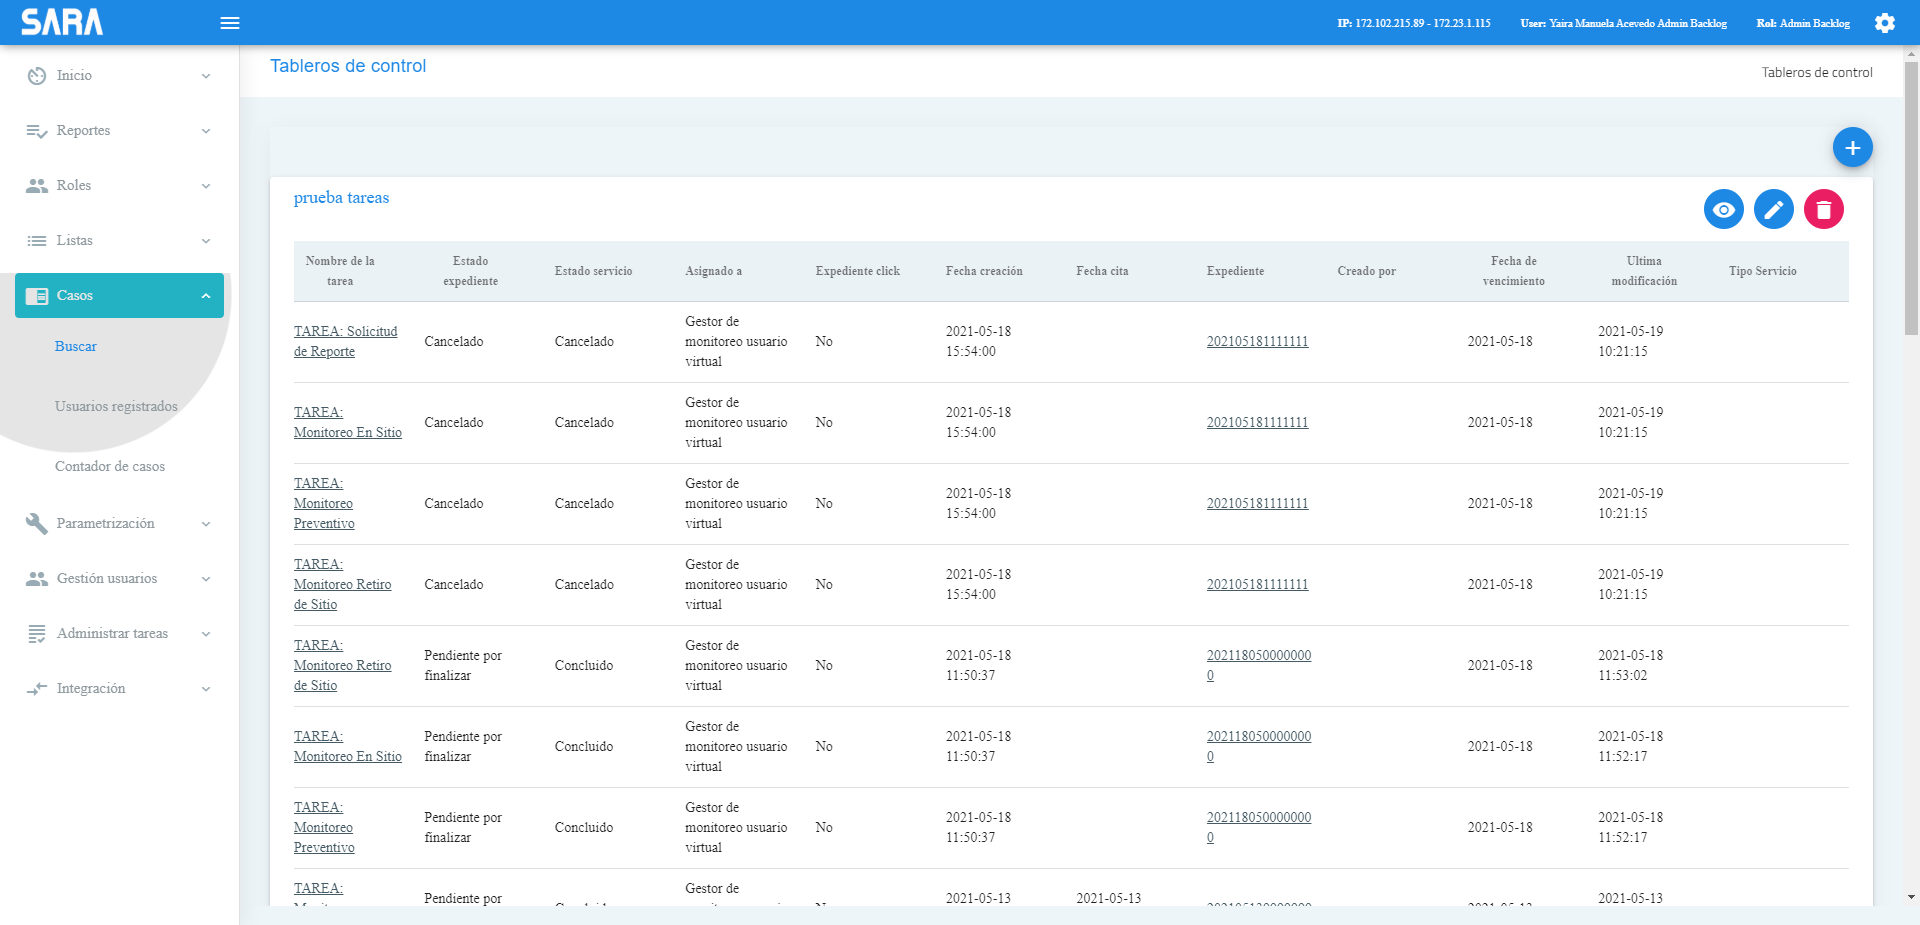 SARA
IP: 172.102.215.89 - 172.23.1.115 User: Yaira Manuela Acevedo Admin Backlog Rol: Admin Backlog
Inicio
Reportes
Roles
Listas
Casos
Buscar
Usuarios registrados
Contador de casos
Parametrización
Gestión usuarios
Administrar tareas
Integración
Tableros de control
Tableros de control
prueba tareas
Nombre de la tarea Estado expediente Estado servicio Asignado a Expediente click Fecha creación Fecha cita Expediente Creado por Fecha de vencimiento Ultima modificación Tipo Servicio
TAREA: Solicitud de Reporte Cancelado Cancelado Gestor de monitoreo usuario virtual No 2021-05-18 15:54:00 202105181111111 2021-05-18 2021-05-19 10:21:15
TAREA: Monitoreo En Sitio Cancelado Cancelado Gestor de monitoreo usuario virtual No 2021-05-18 15:54:00 202105181111111 2021-05-18 2021-05-19 10:21:15
TAREA: Monitoreo Preventivo Cancelado Cancelado Gestor de monitoreo usuario virtual No 2021-05-18 15:54:00 202105181111111 2021-05-18 2021-05-19 10:21:15
TAREA: Monitoreo Retiro de Sitio Cancelado Cancelado Gestor de monitoreo usuario virtual No 2021-05-18 15:54:00 202105181111111 2021-05-18 2021-05-19 10:21:15
TAREA: Monitoreo Retiro de Sitio Pendiente por finalizar Concluido Gestor de monitoreo usuario virtual No 2021-05-18 11:50:37 2021180500000000 2021-05-18 2021-05-18 11:53:02
TAREA: Monitoreo En Sitio Pendiente por finalizar Concluido Gestor de monitoreo usuario virtual No 2021-05-18 11:50:37 2021180500000000 2021-05-18 2021-05-18 11:52:17
TAREA: Monitoreo Preventivo Pendiente por finalizar Concluido Gestor de monitoreo usuario virtual No 2021-05-18 11:50:37 2021180500000000 2021-05-18 2021-05-18 11:52:17
TAREA: Pendiente por Gestor de 2021-05-13 2021-05-13 2021-05-13